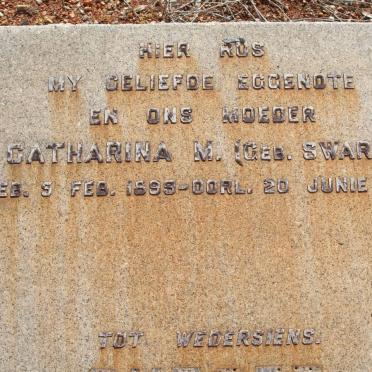 HIER RUS
MY GELIEFDE EGGENOTE
EN ONS MOEDER
CATHARINA M. (GEB. SWAR
EB. 3 FEB. 1895-OORL. 20 JUNIE
TOT WEDERSIENS.